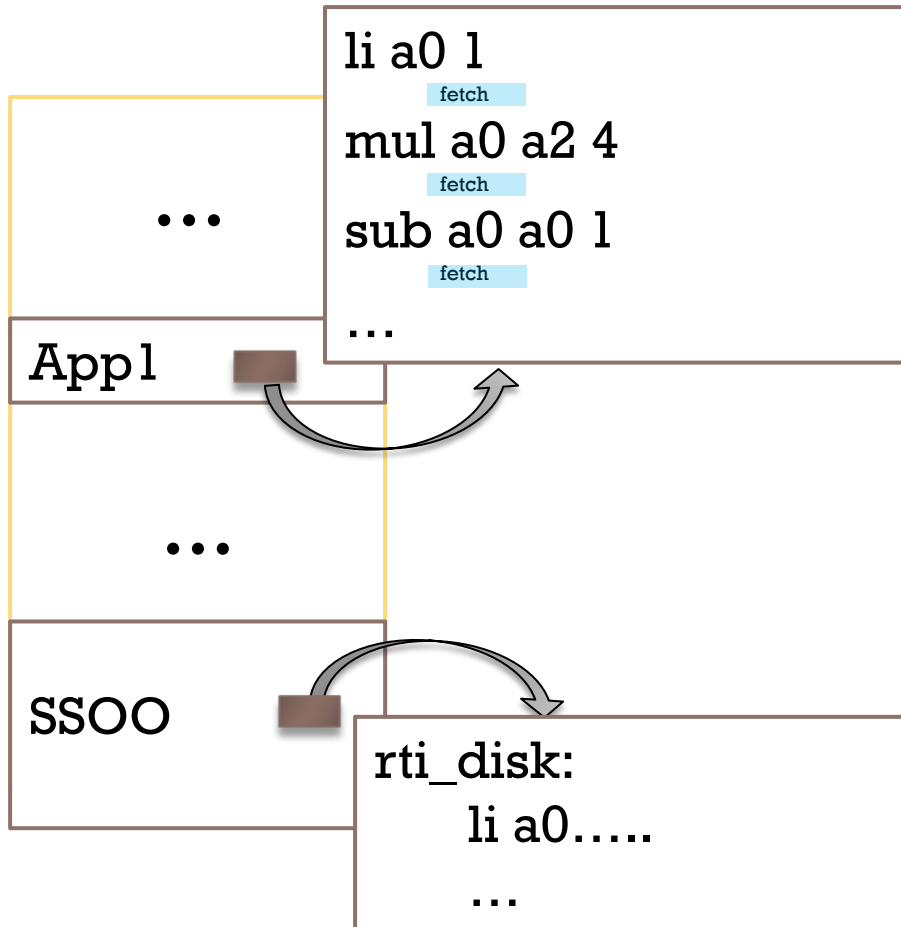 li a0 1
fetch
mul a0 a2 4
fetch
sub a0 a0 1
fetch
…
…
App1
…
SSOO
rti_disk:
li a0…..
…